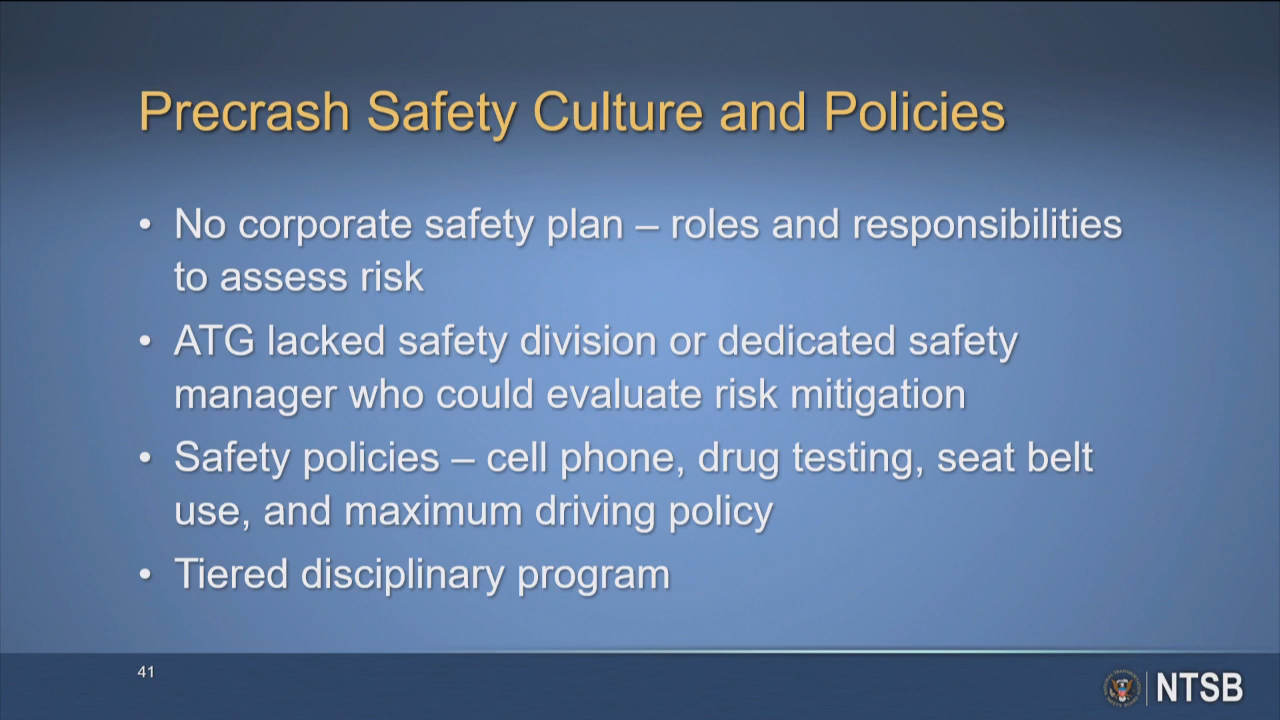 Precrash Safety Culture and Policies
• No corporate safety plan – roles and responsibilities
to assess risk
• ATG lacked safety division or dedicated safety
manager who could evaluate risk mitigation
• Safety policies – cell phone, drug testing, seat belt
use, and maximum driving policy
• Tiered disciplinary program
41
NTSB